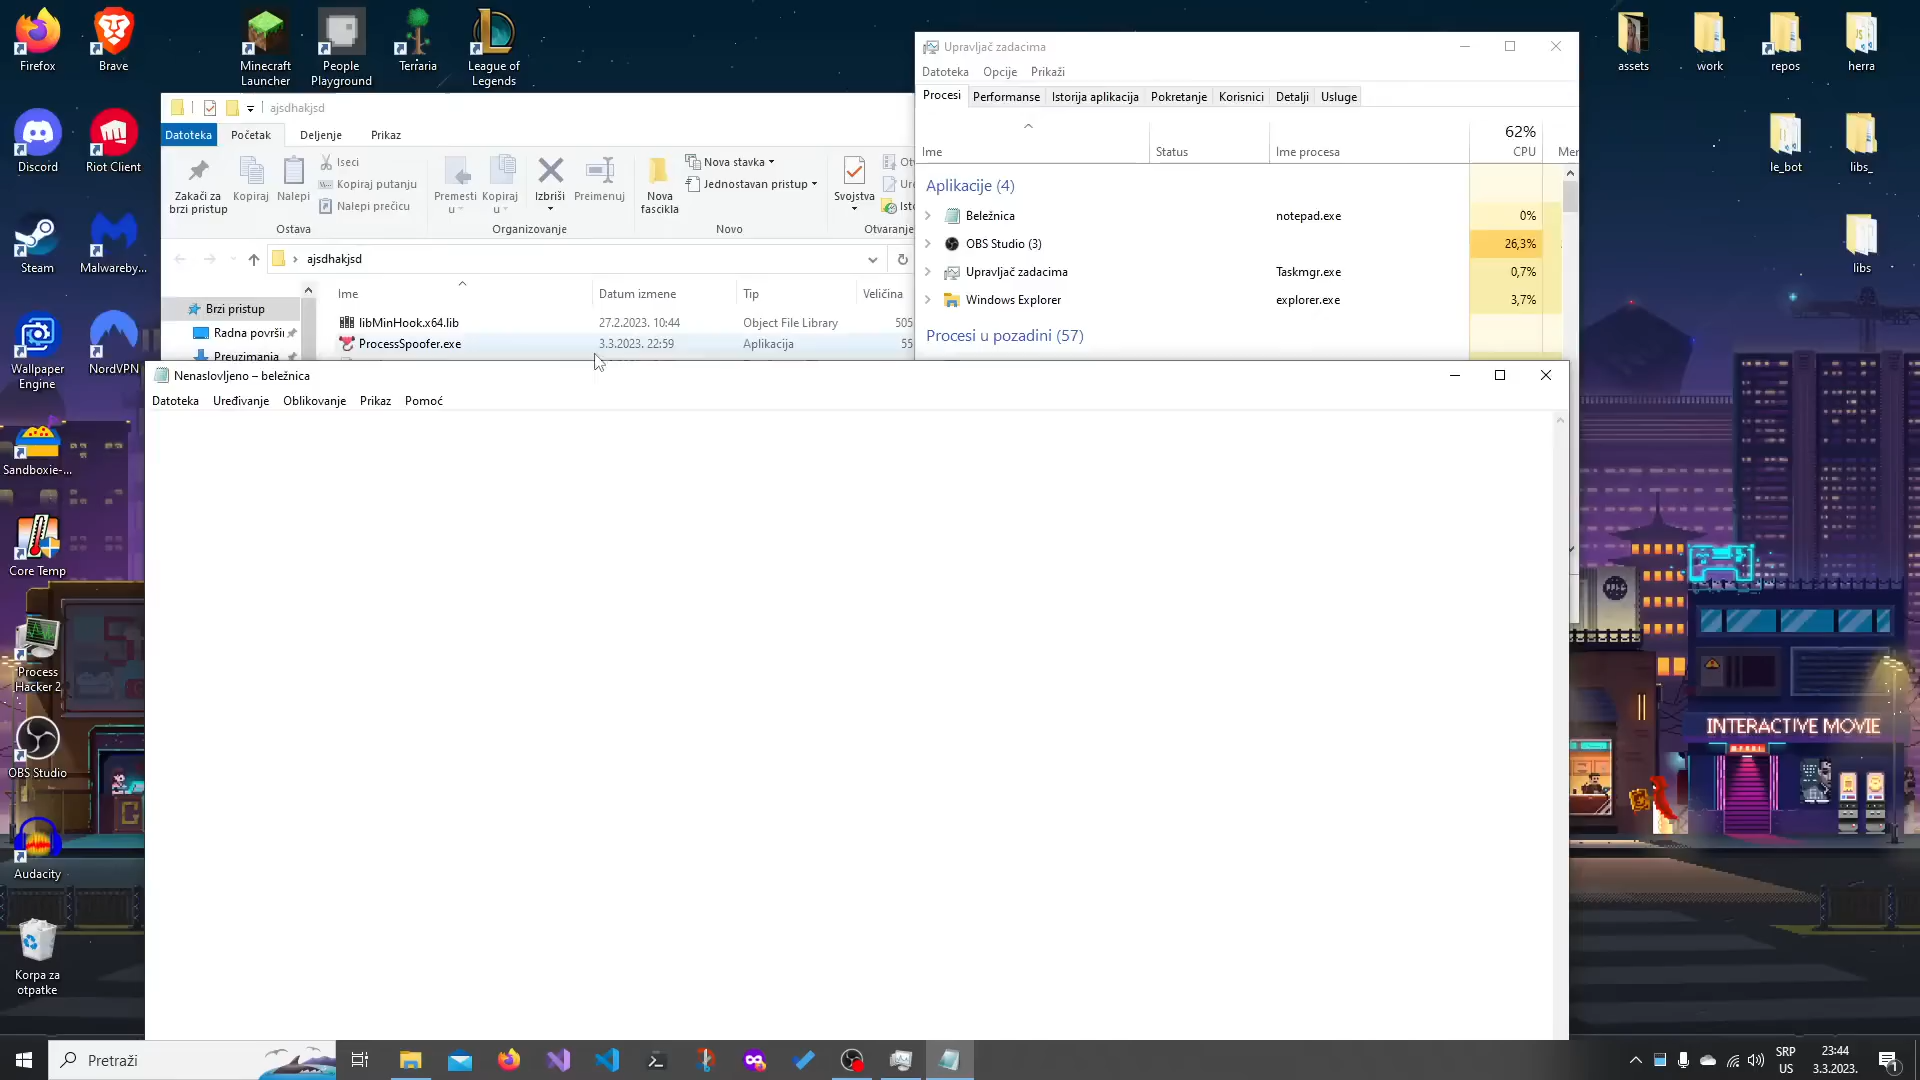 Firefox
Brave
Minecraft
Launcher
People
Playground
Terraria
League of
Legends
assets
work
repos
herra
Discord
Riot Client
le_bot
libs_
Steam
Malwareby...
libs
Wallpaper
Engine
NordVPN
Sandboxie-...
Core Temp
Process
Hacker 2
OBS Studio
Audacity
Korpa za
otpatke
ajsdhakjsd
Datoteka
Početak
Deljenje
Prikaz
Zakači za
brzi pristup
Kopiraj
Nalepi
Iseci
Kopiraj putanju
Nalepi prečicu
Ostava
Premesti
u
Kopiraj
u
Izbriši
Preimenuj
Organizovanje
Nova
fascikla
Nova stavka
Jednostavan pristup
Novo
Svojstva
Otvaranje
ajsdhakjsd
Brzi pristup
Radna površi
Preuzimanja
Ime
Datum izmene
Tip
Veličina
libMinHook.x64.lib
27.2.2023. 10:44
Object File Library
505
ProcessSpoofer.exe
3.3.2023. 22:59
Aplikacija
55
Upravljač zadacima
Datoteka
Opcije
Prikaži
Procesi
Performanse
Istorija aplikacija
Pokretanje
Korisnici
Detalji
Usluge
62%
Ime
Status
Ime procesa
CPU
Mer
Aplikacije (4)
Beležnica
notepad.exe
0%
OBS Studio (3)
26,3%
Upravljač zadacima
Taskmgr.exe
0,7%
Windows Explorer
explorer.exe
3,7%
Procesi u pozadini (57)
Nenaslovljeno – beležnica
Datoteka
Uređivanje
Oblikovanje
Prikaz
Pomoć
INTERACTIVE MOVIE
Pretraži
SRP
US
23:44
3.3.2023.
1